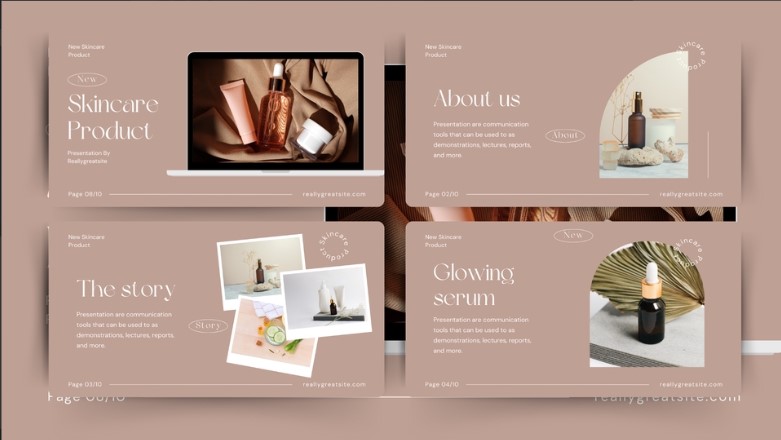 New Skincare
Product
New
Skincare
Product
Presentation By
Reallygreatsite
Page 08/10
reallygreatsite.com
New Skincare
Product
skincare product
About us
Presentation are communication
tools that can be used to as
demonstrations, lectures, reports,
and more.
About
Page 02/10
reallygreatsite.com
New Skincare
Product
skincare product
The story
Presentation are communication
tools that can be used to as
demonstrations, lectures, reports,
and more.
Story
Page 03/10
reallygreatsite.com
New Skincare
Product
New
skincare product
Glowing
serum
Presentation are communication
tools that can be used to as
demonstrations, lectures, reports,
and more.
Page 04/10
reallygreatsite.com
Page 08/10
reallygreatsite.com